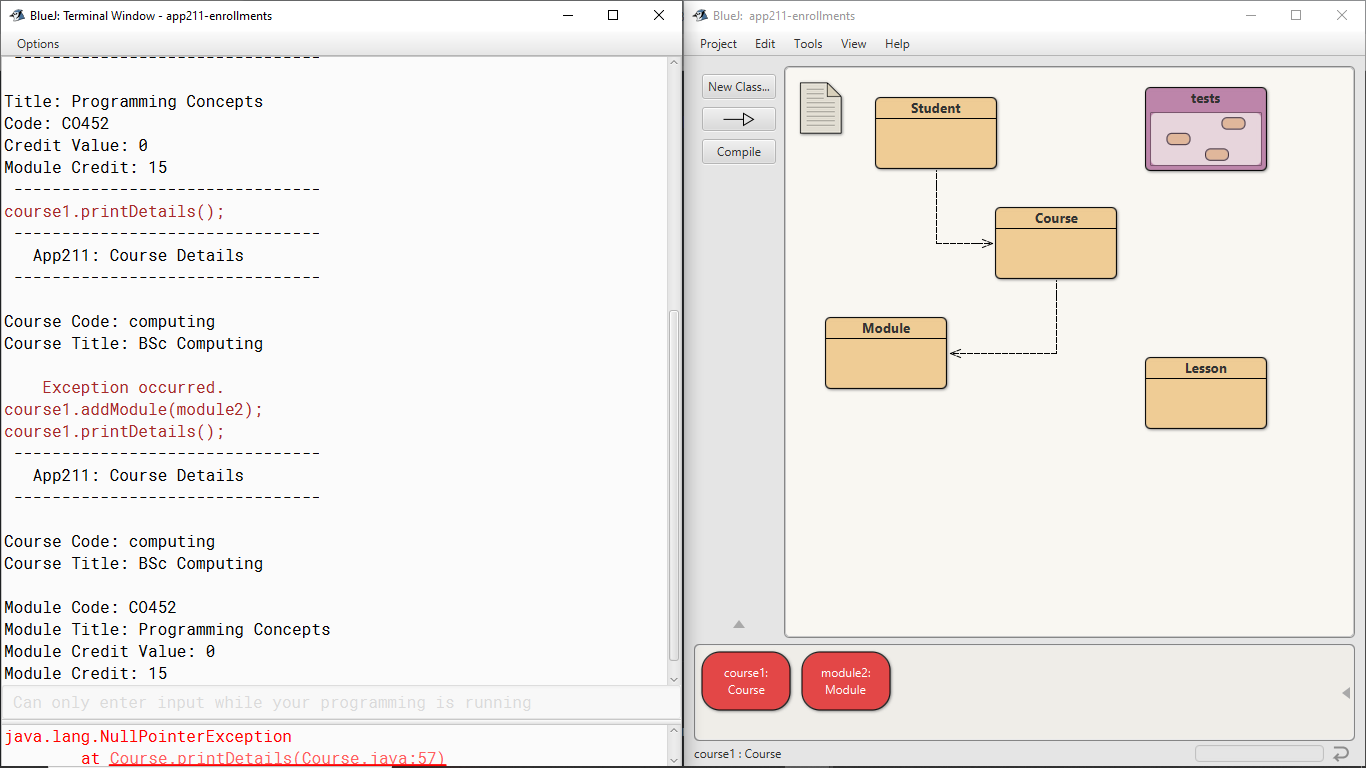 BlueJ: Terminal Window - app211-enrollments
Options
--------------------------------
Title: Programming Concepts
Code: CO452
Credit Value: 0
Module Credit: 15
--------------------------------
course1.printDetails();
--------------------------------
App211: Course Details
--------------------------------
Course Code: computing
Course Title: BSc Computing
Exception occurred.
course1.addModule(module2);
course1.printDetails();
--------------------------------
App211: Course Details
--------------------------------
Course Code: computing
Course Title: BSc Computing
Module Code: CO452
Module Title: Programming Concepts
Module Credit Value: 0
Module Credit: 15
Can only enter input while your programming is running
java.lang.NullPointerException
at Course.printDetails(Course.java:57)
BlueJ: app211-enrollments
Project Edit Tools View Help
New Class...
Compile
Student
tests
Course
Module
Lesson
course1:
Course
module2:
Module
course1 : Course